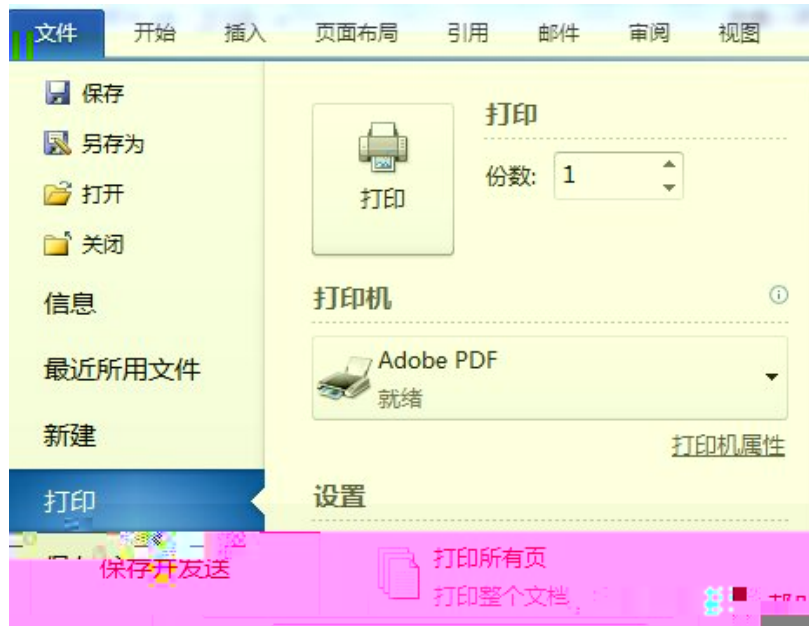 文件 开始 插入 页面布局 引用 邮件 审阅 视图
保存
另存为
打开
关闭
信息
最近所用文件
新建
打印
保存开发送
打印
打印
份数: 1
打印机
Adobe PDF
就绪
打印机属性
设置
打印所有页
打印整个文档